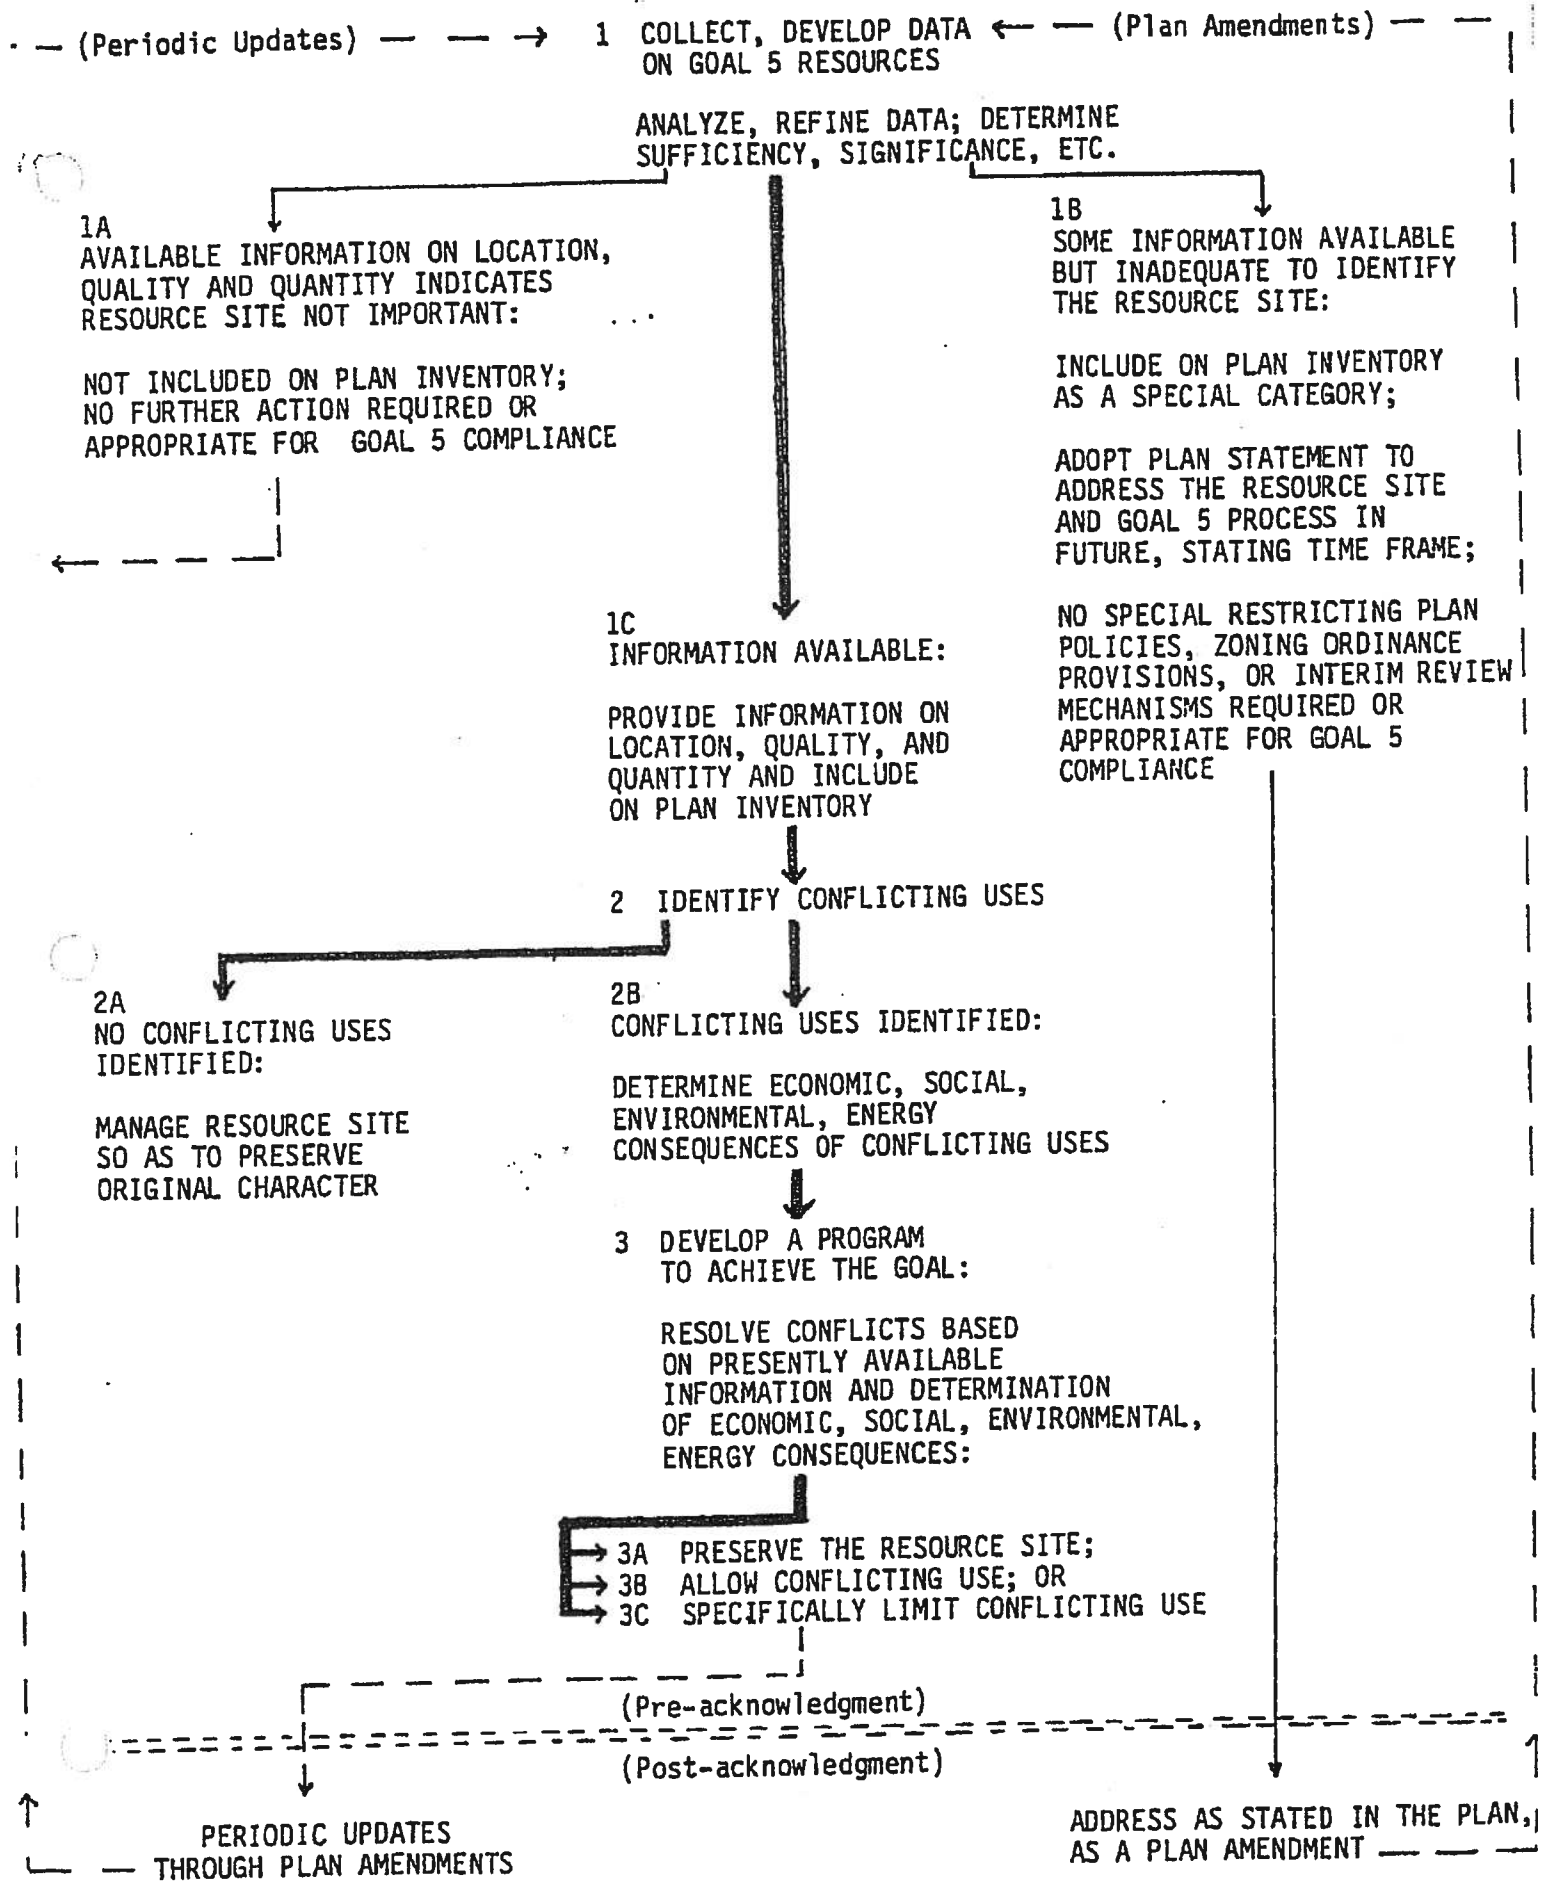 (Periodic Updates)
1 COLLECT, DEVELOP DATA
ON GOAL 5 RESOURCES
(Plan Amendments)
ANALYZE, REFINE DATA; DETERMINE
SUFFICIENCY, SIGNIFICANCE, ETC.
1A
AVAILABLE INFORMATION ON LOCATION,
QUALITY AND QUANTITY INDICATES
RESOURCE SITE NOT IMPORTANT:
NOT INCLUDED ON PLAN INVENTORY;
NO FURTHER ACTION REQUIRED OR
APPROPRIATE FOR GOAL 5 COMPLIANCE
1B
SOME INFORMATION AVAILABLE
BUT INADEQUATE TO IDENTIFY
THE RESOURCE SITE:
INCLUDE ON PLAN INVENTORY
AS A SPECIAL CATEGORY;
ADOPT PLAN STATEMENT TO
ADDRESS THE RESOURCE SITE
AND GOAL 5 PROCESS IN
FUTURE, STATING TIME FRAME;
NO SPECIAL RESTRICTING PLAN
POLICIES, ZONING ORDINANCE
PROVISIONS, OR INTERIM REVIEW
MECHANISMS REQUIRED OR
APPROPRIATE FOR GOAL 5
COMPLIANCE
1C
INFORMATION AVAILABLE:
PROVIDE INFORMATION ON
LOCATION, QUALITY, AND
QUANTITY AND INCLUDE
ON PLAN INVENTORY
2 IDENTIFY CONFLICTING USES
2A
NO CONFLICTING USES
IDENTIFIED:
MANAGE RESOURCE SITE
SO AS TO PRESERVE
ORIGINAL CHARACTER
2B
CONFLICTING USES IDENTIFIED:
DETERMINE ECONOMIC, SOCIAL,
ENVIRONMENTAL, ENERGY
CONSEQUENCES OF CONFLICTING USES
3 DEVELOP A PROGRAM
TO ACHIEVE THE GOAL:
RESOLVE CONFLICTS BASED
ON PRESENTLY AVAILABLE
INFORMATION AND DETERMINATION
OF ECONOMIC, SOCIAL, ENVIRONMENTAL,
ENERGY CONSEQUENCES:
3A PRESERVE THE RESOURCE SITE;
3B ALLOW CONFLICTING USE; OR
3C SPECIFICALLY LIMIT CONFLICTING USE
(Pre-acknowledgment)
(Post-acknowledgment)
PERIODIC UPDATES
THROUGH PLAN AMENDMENTS
ADDRESS AS STATED IN THE PLAN,
AS A PLAN AMENDMENT